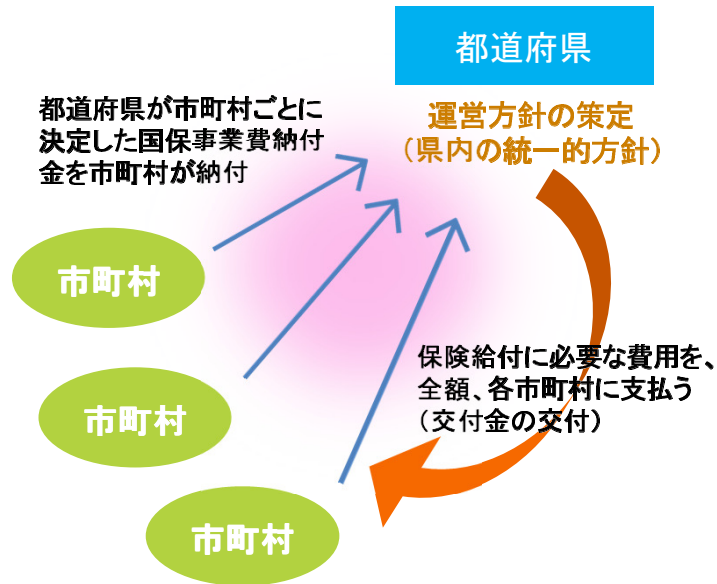 都道府県
運営方針の策定
（県内の統一的方針）
都道府県が市町村ごとに
決定した国保事業費納付
金を市町村が納付
市町村
市町村
市町村
保険給付に必要な費用を、
全額、各市町村に支払う
（交付金の交付）